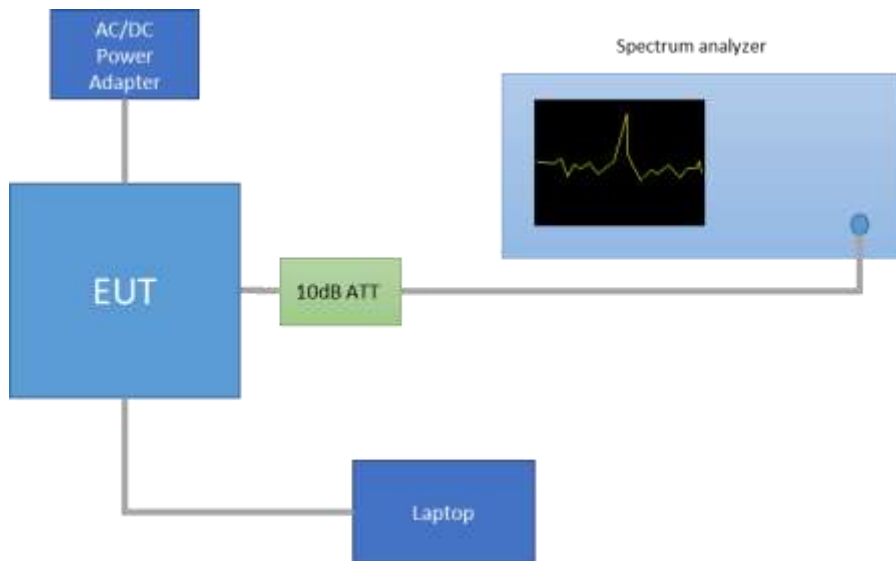 AC/DC
Power
Adapter
Spectrum analyzer
EUT
10dB ATT
Laptop